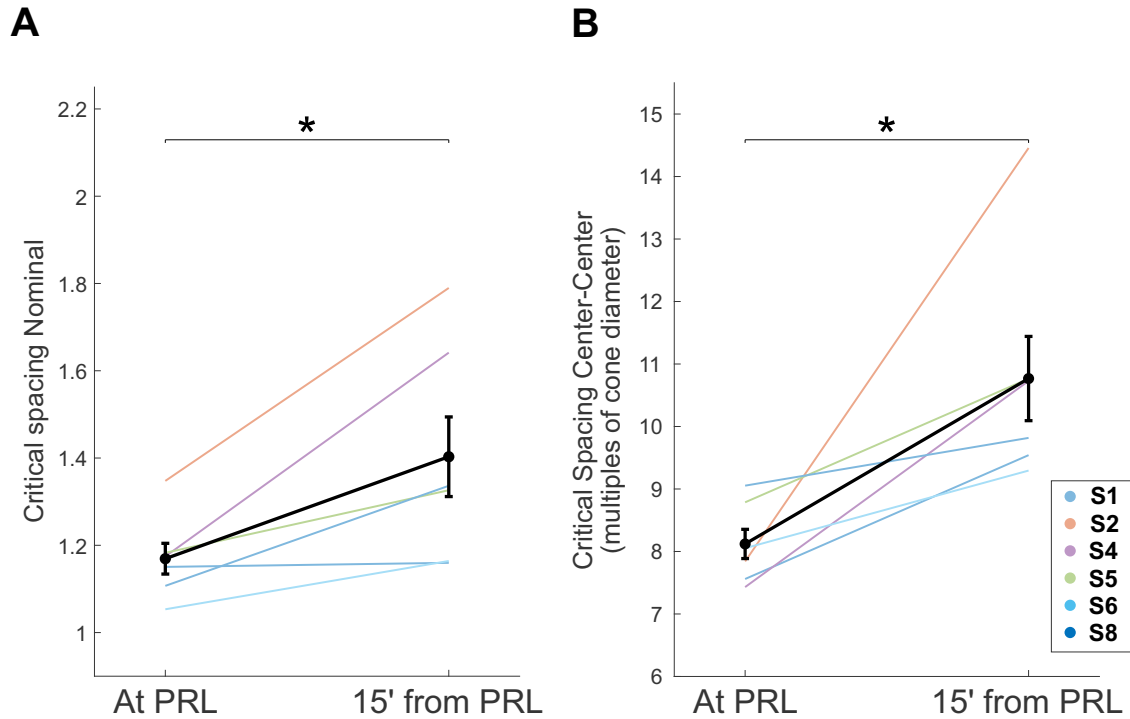 A
Critical spacing Nominal
2.2
2
1.8
1.6
1.4
1.2
1
*
At PRL
15' from PRL
B
Critical Spacing Center-Center
(multiples of cone diameter)
15
14
13
12
11
10
9
8
7
6
*
At PRL
15' from PRL
S1
S2
S4
S5
S6
S8